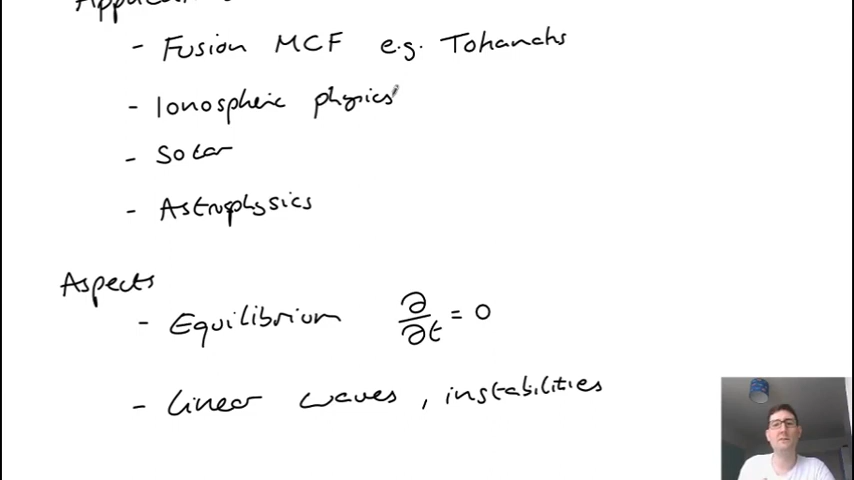 - Fusion MCF e.g. Tokamaks
- Ionospheric physics
- Solar
- Astrophysics
Aspects
- Equilibrium ∂/∂t = 0
- Linear waves, instabilities